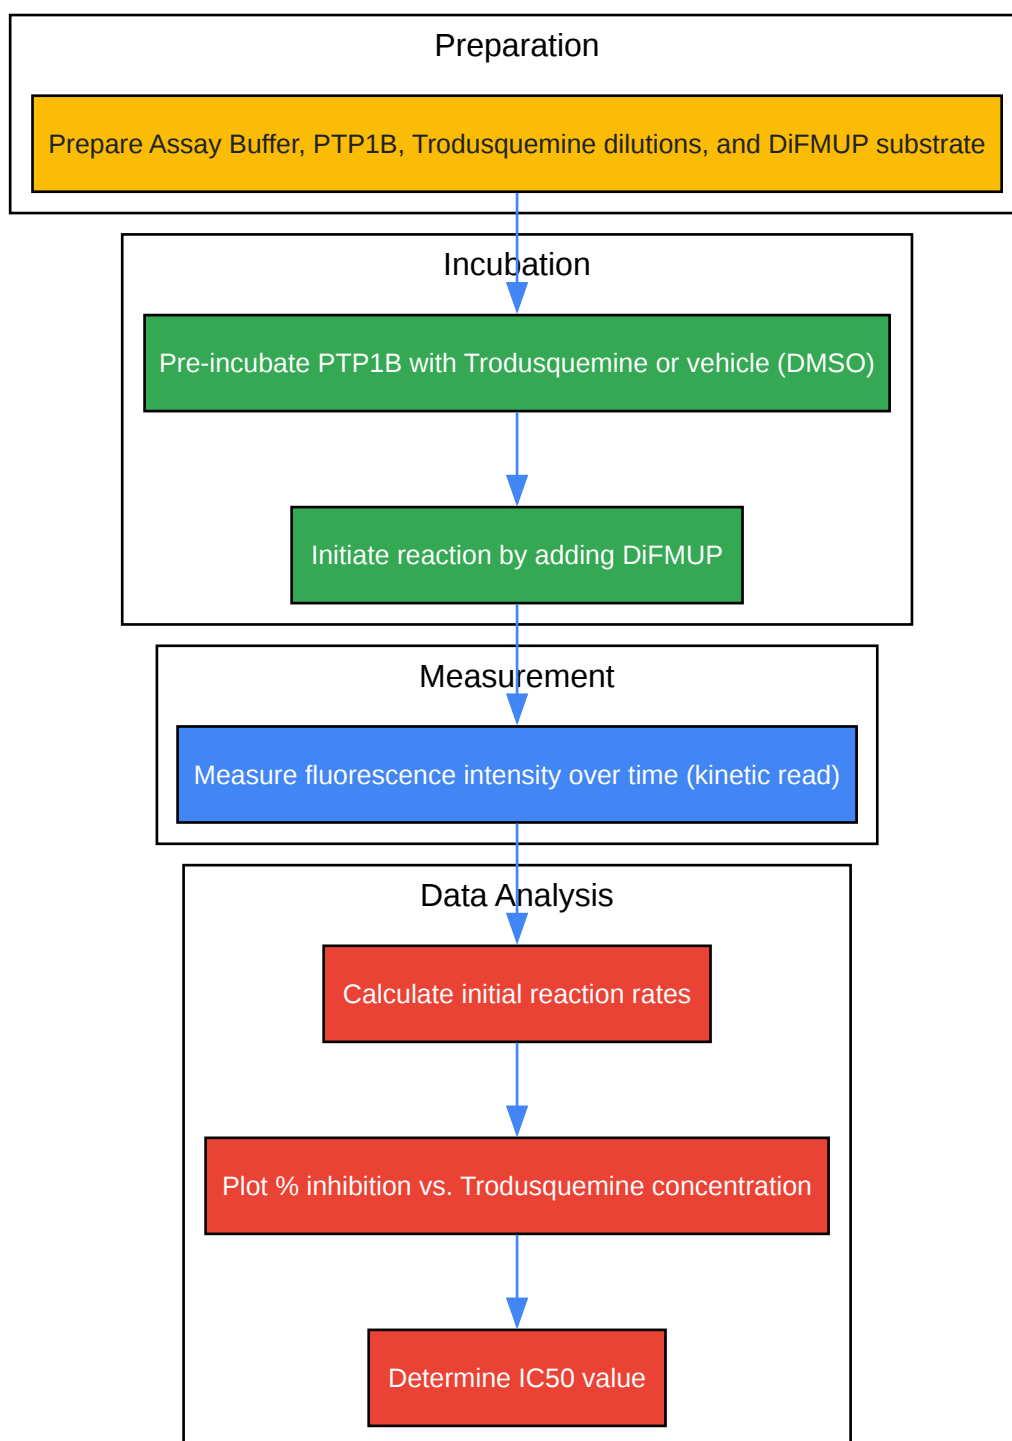 Preparation
Prepare Assay Buffer, PTP1B, Trodusquemine dilutions, and DiFMUP substrate
Incubation
Pre-incubate PTP1B with Trodusquemine or vehicle (DMSO)
Initiate reaction by adding DiFMUP
Measurement
Measure fluorescence intensity over time (kinetic read)
Data Analysis
Calculate initial reaction rates
Plot % inhibition vs. Trodusquemine concentration
Determine IC50 value